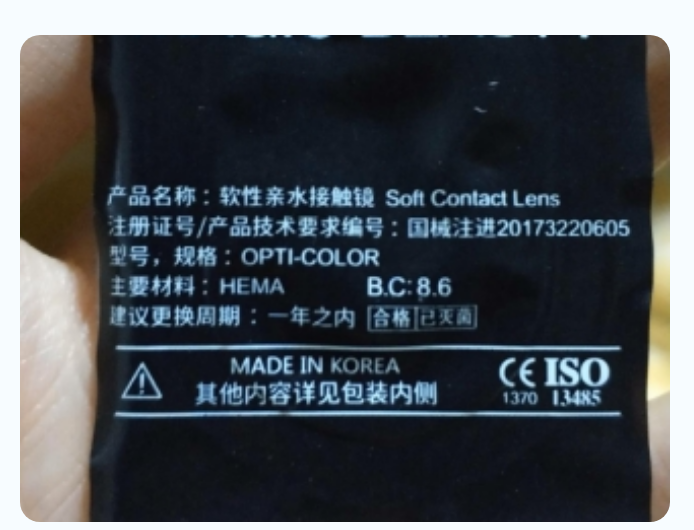 产品名称：软性亲水接触镜 Soft Contact Lens
注册证号/产品技术要求编号：国械注进20173220605
型号，规格：OPTI-COLOR
主要材料：HEMA B.C:8.6
建议更换周期：一年之内 合格 已灭菌
MADE IN KOREA
其他内容详见包装内侧
CE ISO
1370 13485